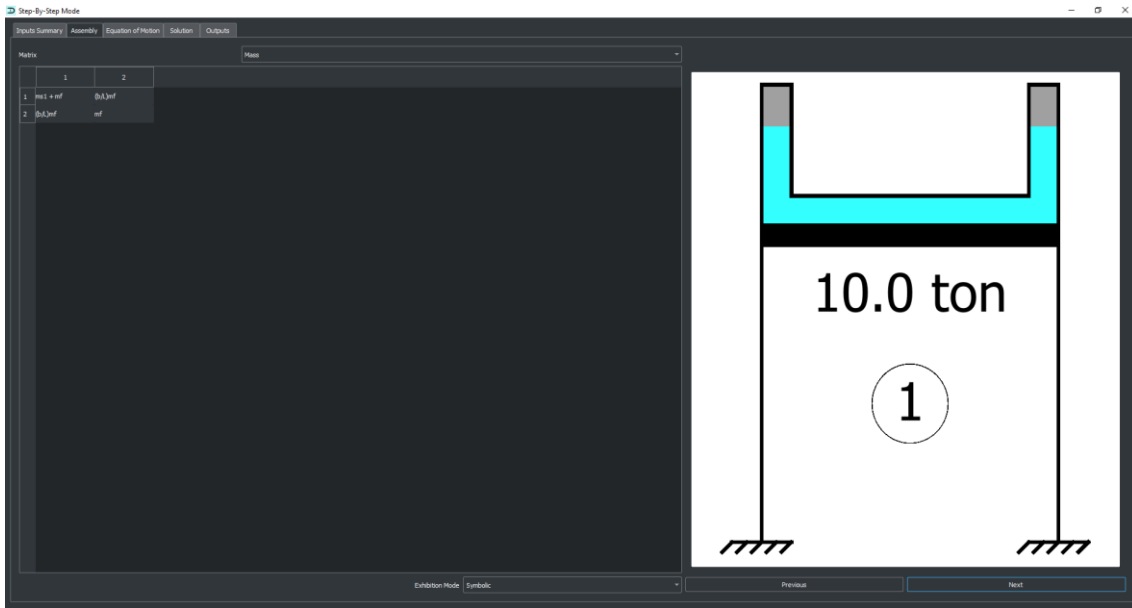 Step-By-Step Mode
Inputs Summary Assembly Equation of Motion Solution Outputs
Matrix Mass
1 2
1 ms1 + mf (b/L)mf
2 (b/L)mf mf
10.0 ton
1
Exhibition Mode Symbolic Previous Next